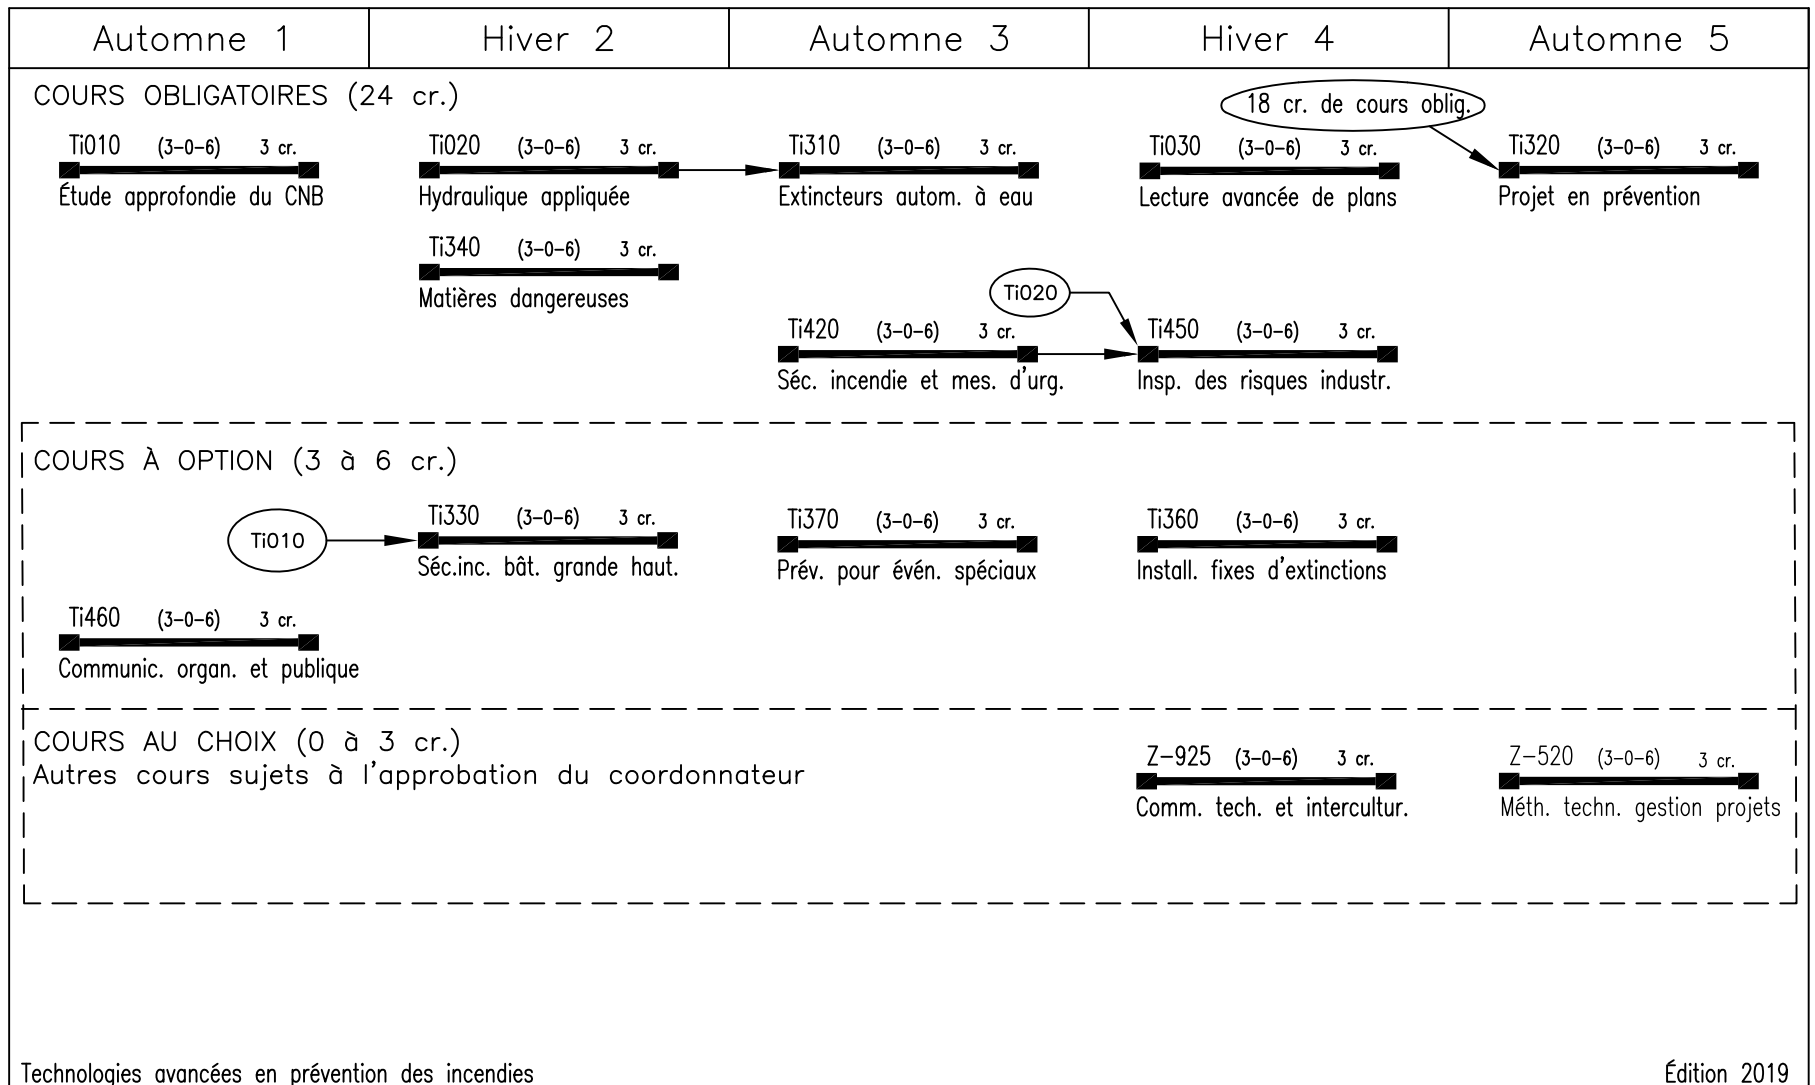 Automne 1 Hiver 2 Automne 3 Hiver 4 Automne 5
COURS OBLIGATOIRES (24 cr.)
18 cr. de cours oblig.
Ti010 (3-0-6) 3 cr.
Étude approfondie du CNB
Ti020 (3-0-6) 3 cr.
Hydraulique appliquée
Ti310 (3-0-6) 3 cr.
Extincteurs autom. à eau
Ti030 (3-0-6) 3 cr.
Lecture avancée de plans
Ti320 (3-0-6) 3 cr.
Projet en prévention
Ti340 (3-0-6) 3 cr.
Matières dangereuses
Ti020
Ti420 (3-0-6) 3 cr.
Séc. incendie et mes. d'urg.
Ti450 (3-0-6) 3 cr.
Insp. des risques industr.
COURS À OPTION (3 à 6 cr.)
Ti010
Ti330 (3-0-6) 3 cr.
Séc.inc. bât. grande haut.
Ti370 (3-0-6) 3 cr.
Prév. pour évén. spéciaux
Ti360 (3-0-6) 3 cr.
Install. fixes d'extinctions
Ti460 (3-0-6) 3 cr.
Communic. organ. et publique
COURS AU CHOIX (0 à 3 cr.)
Autres cours sujets à l'approbation du coordonnateur
Z-925 (3-0-6) 3 cr.
Comm. tech. et intercultur.
Z-520 (3-0-6) 3 cr.
Méth. techn. gestion projets
Technologies avancées en prévention des incendies
Édition 2019